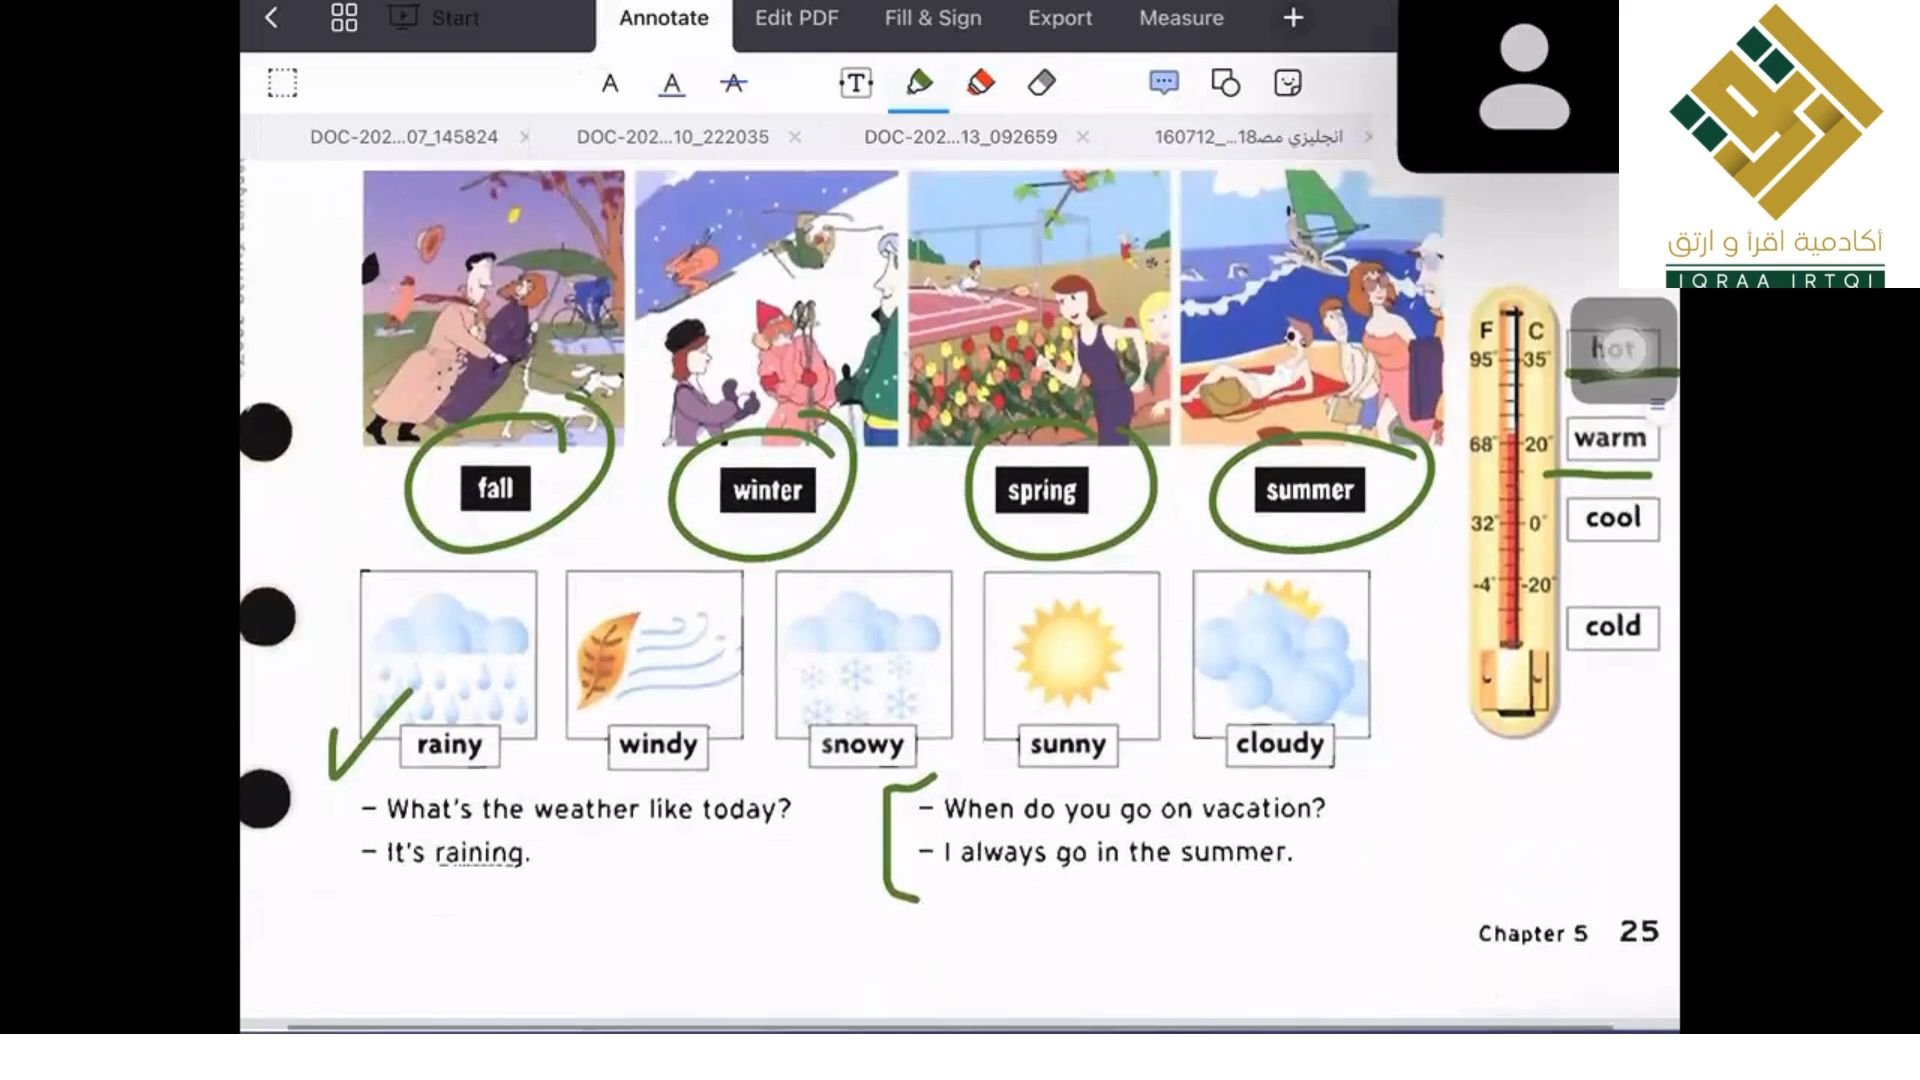 Start
Annotate
Edit PDF
Fill & Sign
Export
Measure
A A A T
DOC-202...07_145824
DOC-202...10_222035
DOC-202...13_092659
انجليزي مصا18..._160712
أكاديمية اقرأ و ارتق
IQRAA IRTQI
F C
95° 35°
68° 20°
32° 0°
-4° -20°
hot
warm
cool
cold
fall
winter
spring
summer
rainy
windy
snowy
sunny
cloudy
– What's the weather like today?
– It's raining.
– When do you go on vacation?
– I always go in the summer.
Chapter 5 25